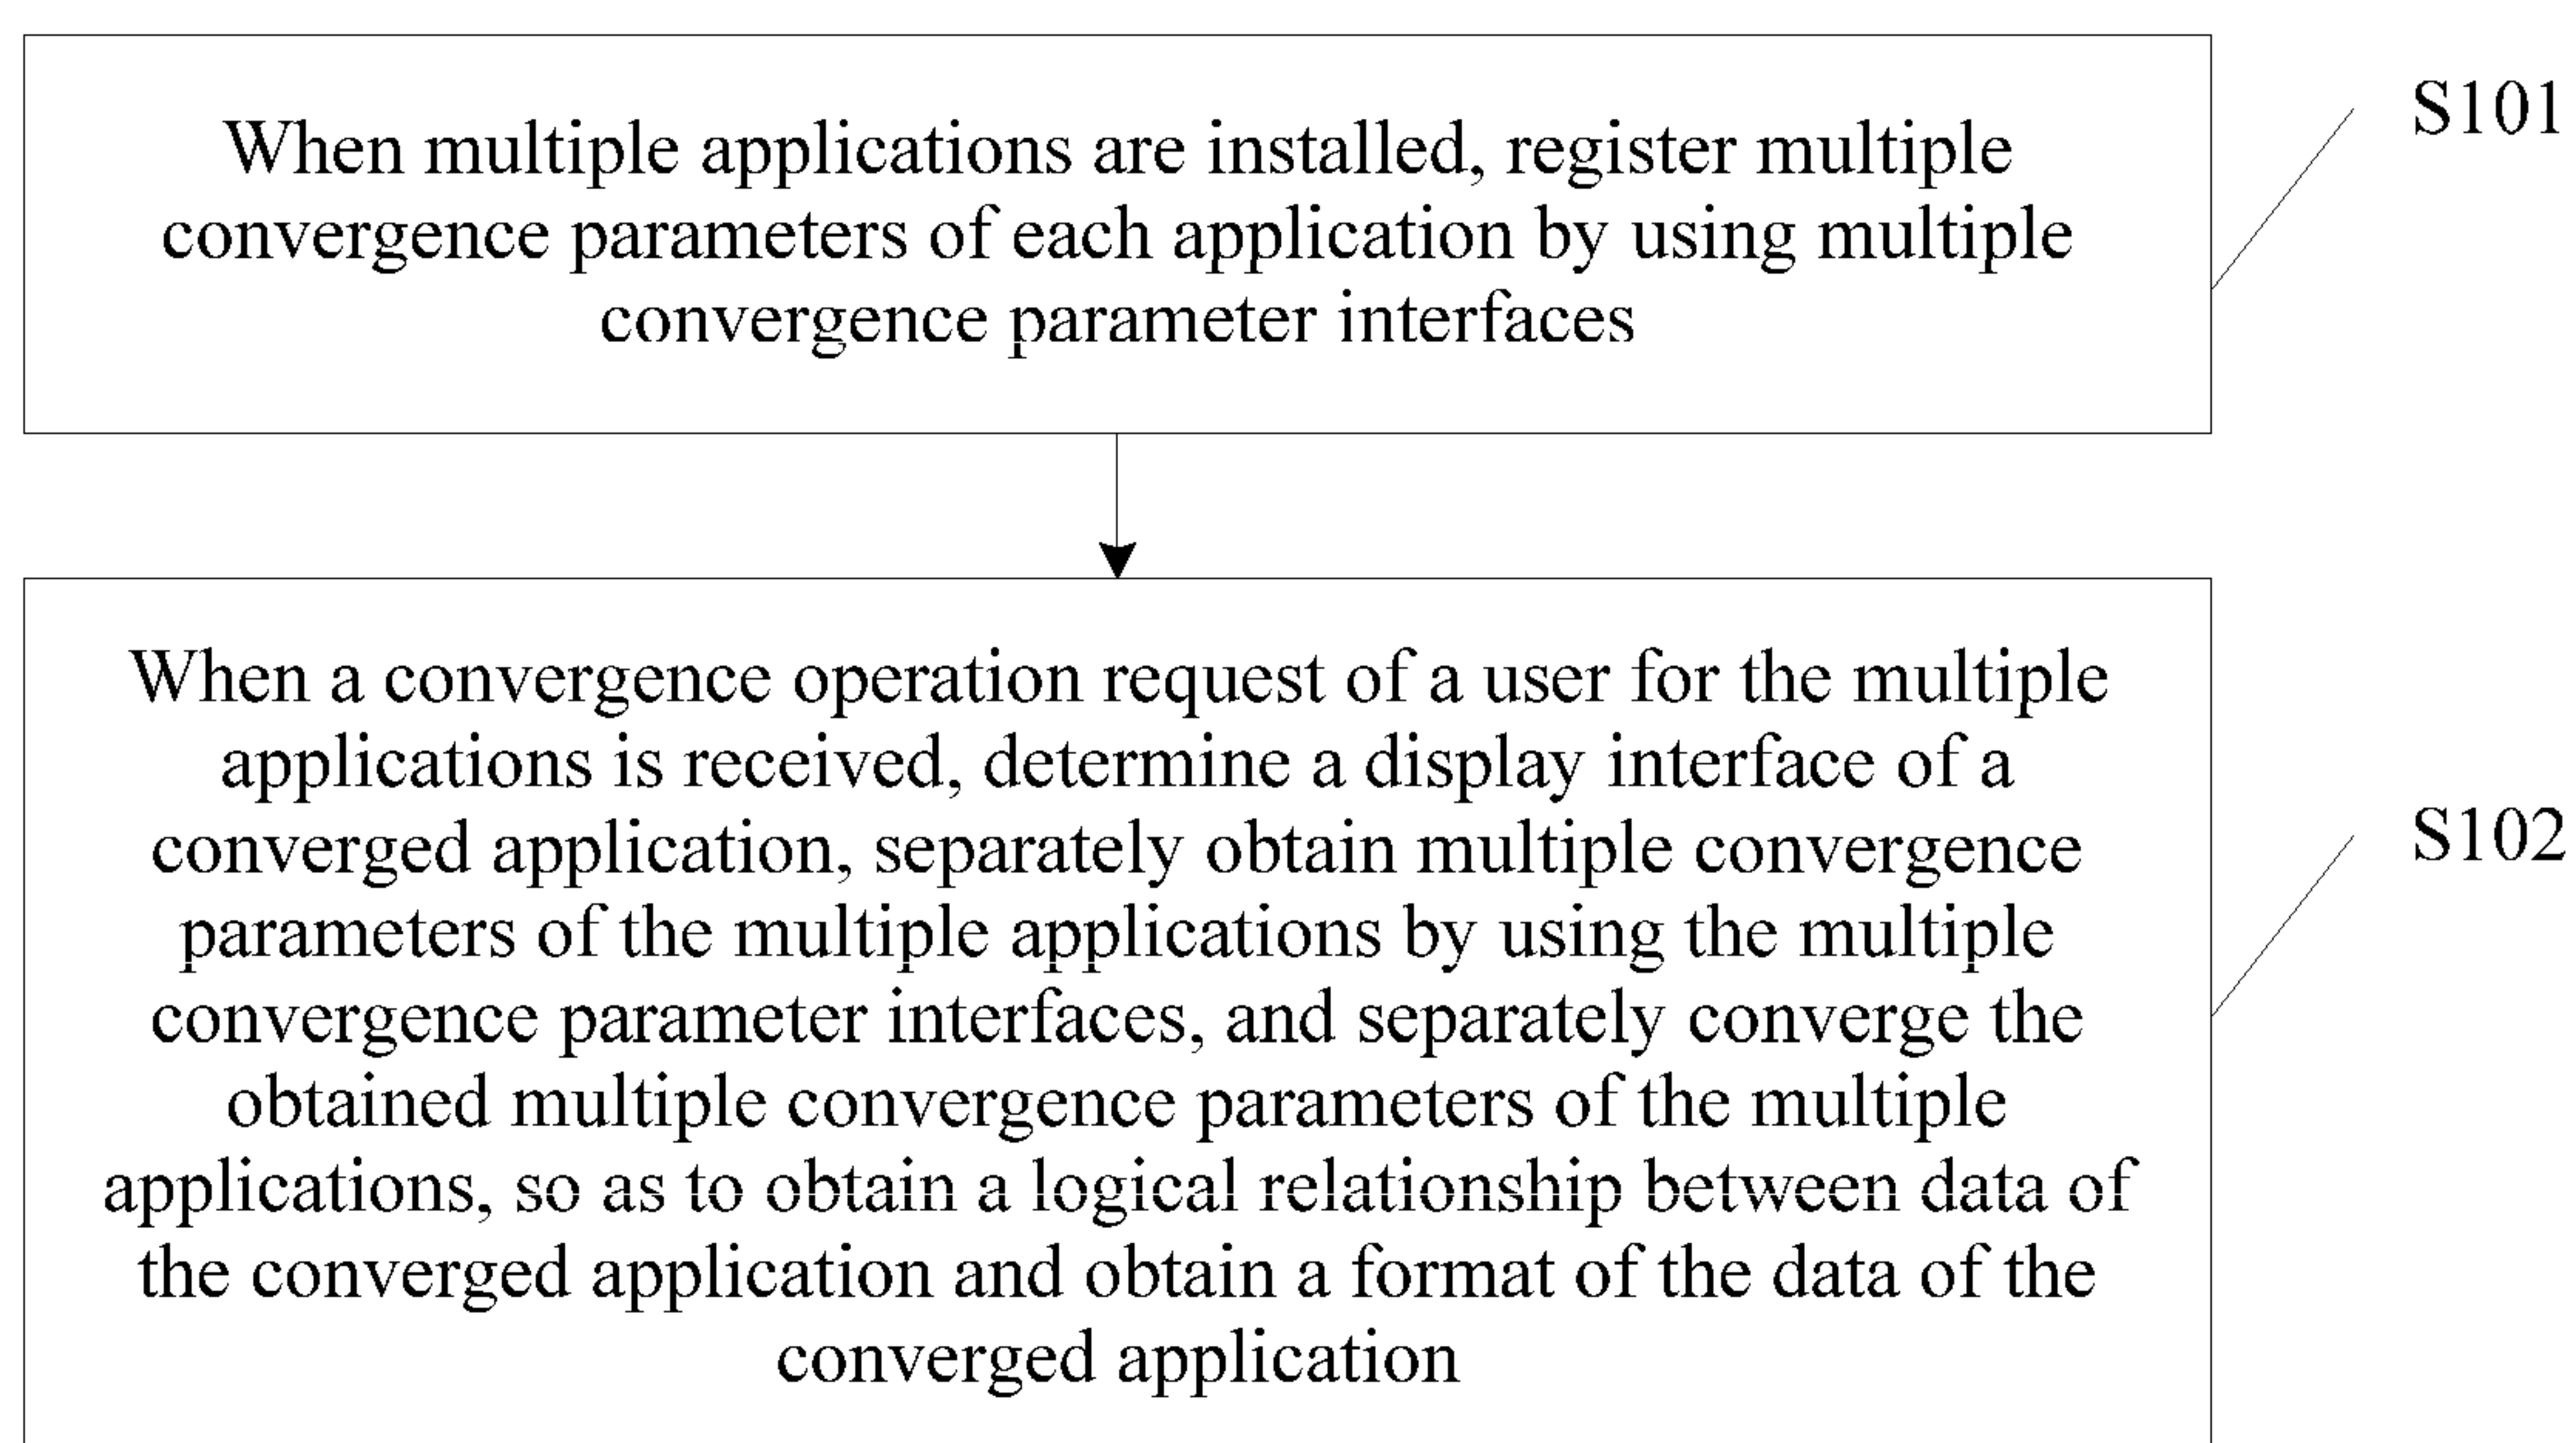 When multiple applications are installed, register multiple
convergence parameters of each application by using multiple
convergence parameter interfaces
S101
When a convergence operation request of a user for the multiple
applications is received, determine a display interface of a
converged application, separately obtain multiple convergence
parameters of the multiple applications by using the multiple
convergence parameter interfaces, and separately converge the
obtained multiple convergence parameters of the multiple
applications, so as to obtain a logical relationship between data of
the converged application and obtain a format of the data of the
converged application
S102